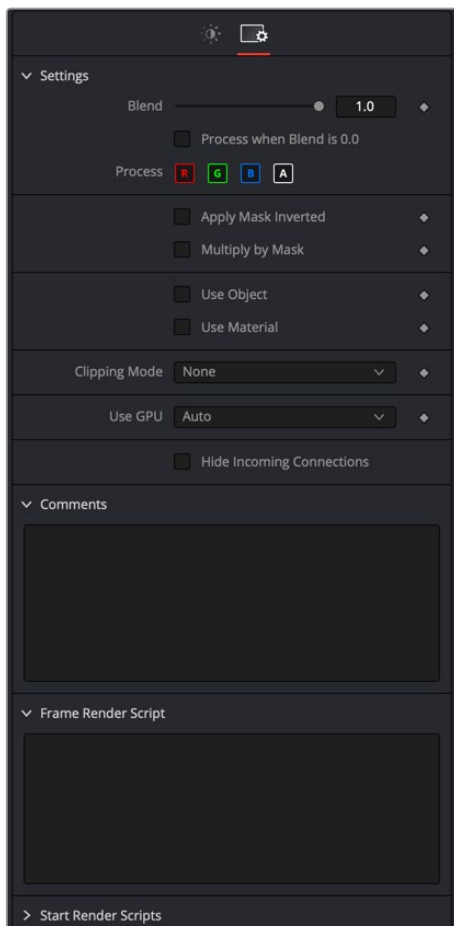 Settings
Blend 1.0
Process when Blend is 0.0
Process R G B A
Apply Mask Inverted
Multiply by Mask
Use Object
Use Material
Clipping Mode None
Use GPU Auto
Hide Incoming Connections
Comments
Frame Render Script
Start Render Scripts